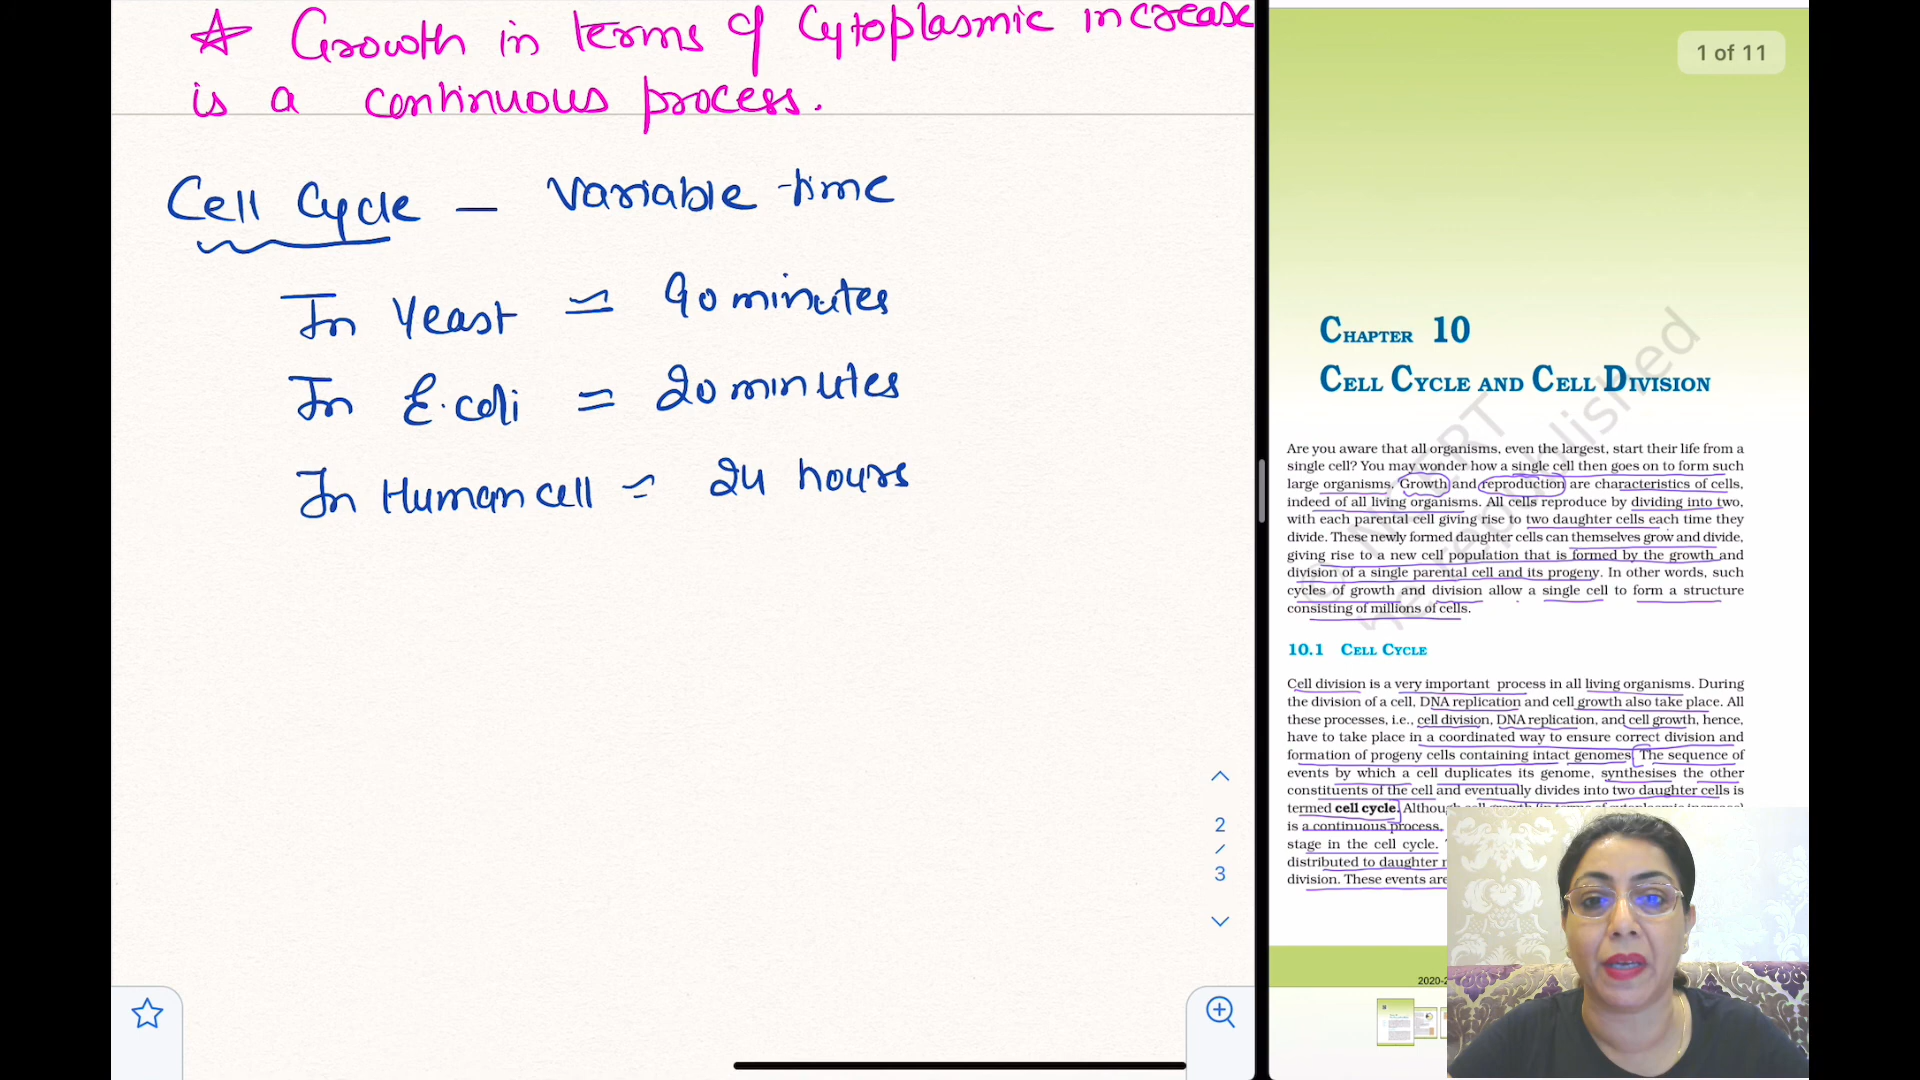 ☆ Growth in terms of Cytoplasmic increase
is a continuous process.
Cell Cycle — Variable time
In Yeast ≃ 90 minutes
In E.coli = 20 minutes
In Human cell ≃ 24 hours
2
/
3
1 of 11
CHAPTER 10
CELL CYCLE AND CELL DIVISION
Are you aware that all organisms, even the largest, start their life from a
single cell? You may wonder how a single cell then goes on to form such
large organisms. Growth and reproduction are characteristics of cells,
indeed of all living organisms. All cells reproduce by dividing into two,
with each parental cell giving rise to two daughter cells each time they
divide. These newly formed daughter cells can themselves grow and divide,
giving rise to a new cell population that is formed by the growth and
division of a single parental cell and its progeny. In other words, such
cycles of growth and division allow a single cell to form a structure
consisting of millions of cells.
10.1 CELL CYCLE
Cell division is a very important process in all living organisms. During
the division of a cell, DNA replication and cell growth also take place. All
these processes, i.e., cell division, DNA replication, and cell growth, hence,
have to take place in a coordinated way to ensure correct division and
formation of progeny cells containing intact genomes. The sequence of
events by which a cell duplicates its genome, synthesises the other
constituents of the cell and eventually divides into two daughter cells is
termed cell cycle. Although cell growth (in terms of cytoplasmic increase)
is a continuous process,
stage in the cell cycle.
distributed to daughter
division. These events are